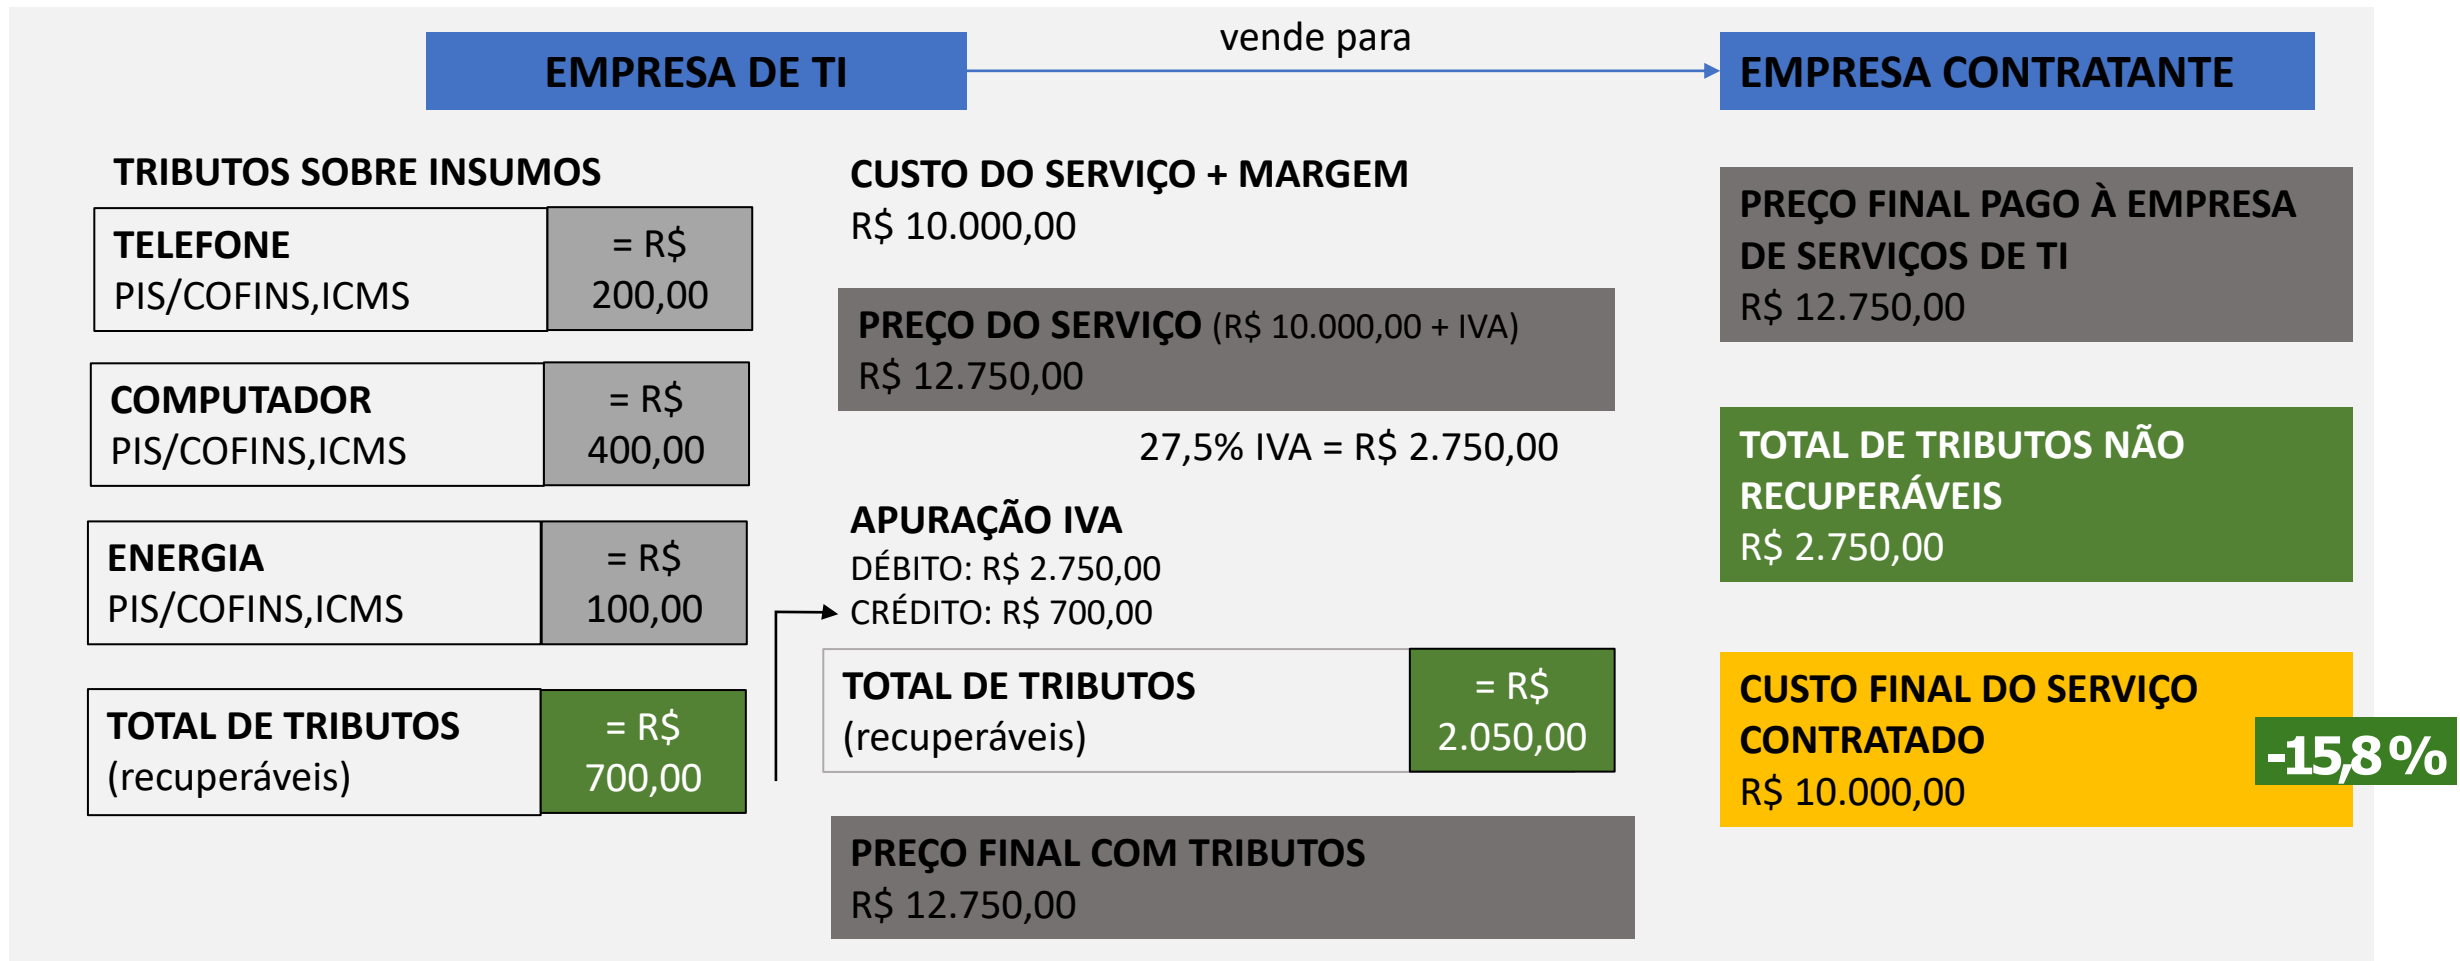 vende para
EMPRESA DE TI
EMPRESA CONTRATANTE
TRIBUTOS SOBRE INSUMOS
TELEFONE
PIS/COFINS,ICMS
= R$
200,00
COMPUTADOR
PIS/COFINS,ICMS
= R$
400,00
ENERGIA
PIS/COFINS,ICMS
= R$
100,00
TOTAL DE TRIBUTOS
(recuperáveis)
= R$
700,00
CUSTO DO SERVIÇO + MARGEM
R$ 10.000,00
PREÇO DO SERVIÇO (R$ 10.000,00 + IVA)
R$ 12.750,00
27,5% IVA = R$ 2.750,00
APURAÇÃO IVA
DÉBITO: R$ 2.750,00
CRÉDITO: R$ 700,00
TOTAL DE TRIBUTOS
(recuperáveis)
= R$
2.050,00
PREÇO FINAL COM TRIBUTOS
R$ 12.750,00
PREÇO FINAL PAGO À EMPRESA
DE SERVIÇOS DE TI
R$ 12.750,00
TOTAL DE TRIBUTOS NÃO
RECUPERÁVEIS
R$ 2.750,00
CUSTO FINAL DO SERVIÇO
CONTRATADO
R$ 10.000,00
-15,8%